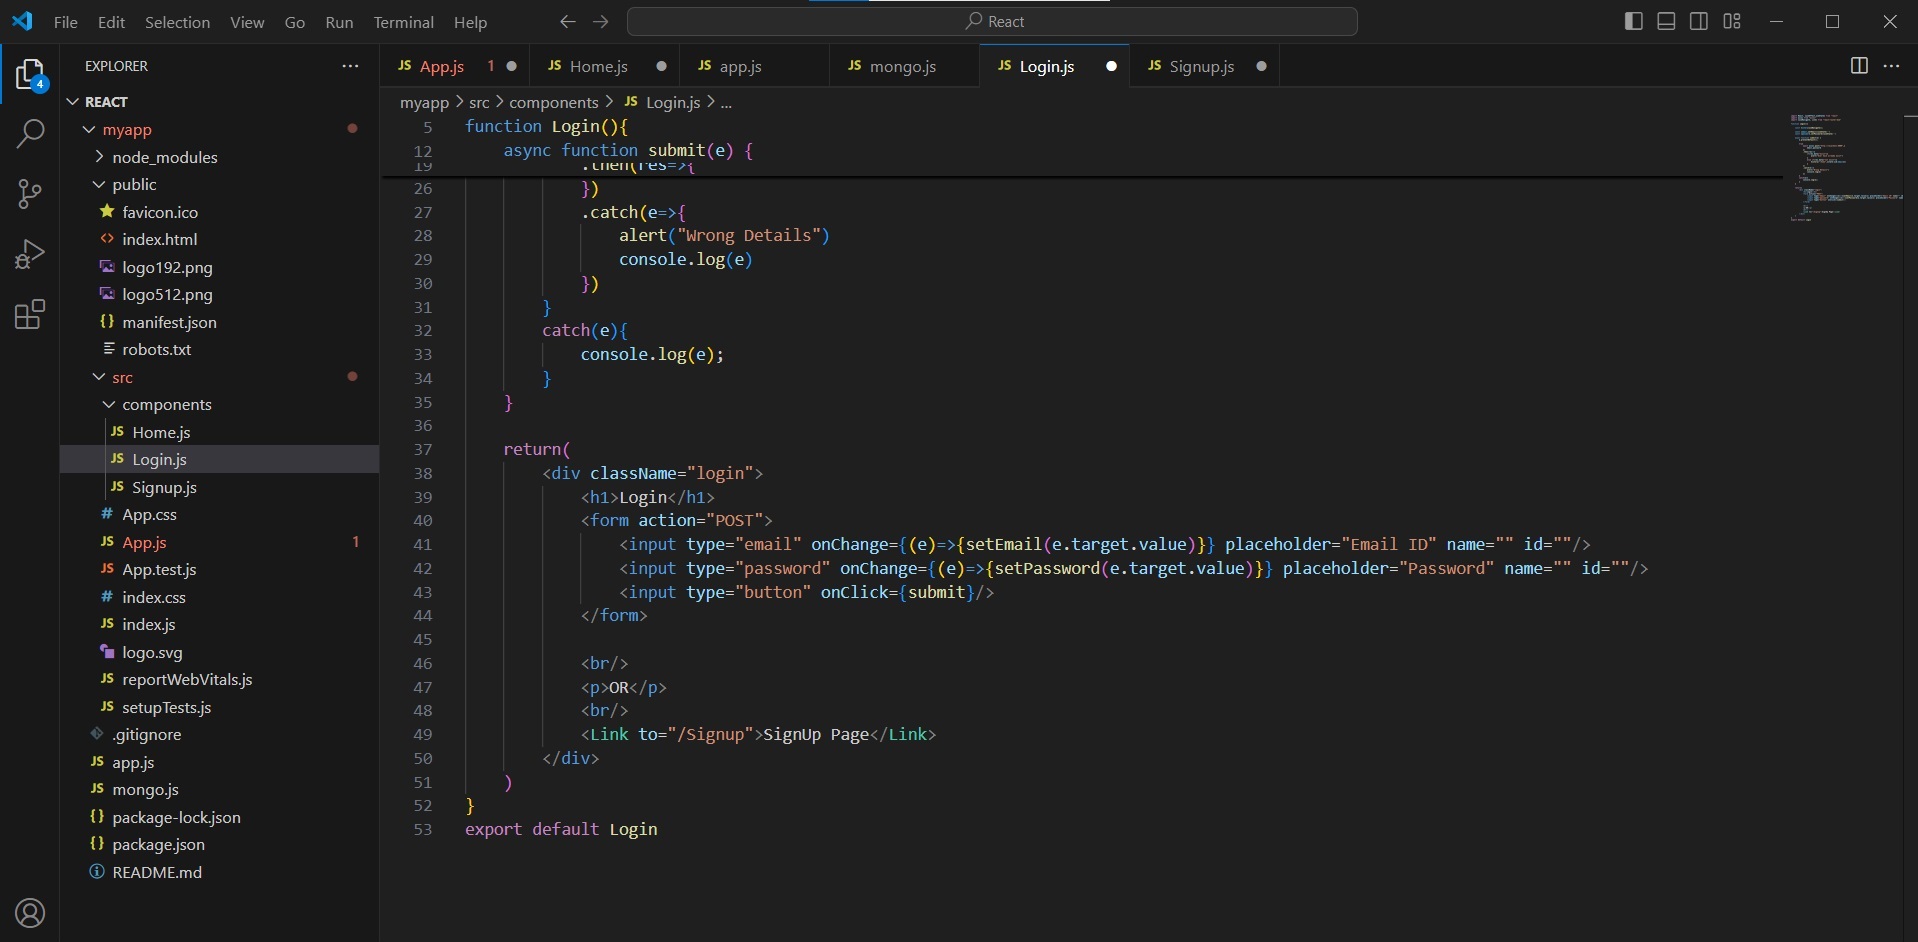 File Edit Selection View Go Run Terminal Help
React
EXPLORER
REACT
myapp
node_modules
public
favicon.ico
index.html
logo192.png
logo512.png
manifest.json
robots.txt
src
components
Home.js
Login.js
Signup.js
App.css
App.js 1
App.test.js
index.css
index.js
logo.svg
reportWebVitals.js
setupTests.js
.gitignore
app.js
mongo.js
package-lock.json
package.json
README.md
4
JS App.js 1 JS Home.js JS app.js JS mongo.js JS Login.js JS Signup.js
myapp > src > components > JS Login.js > ...
5 function Login(){
12 async function submit(e) {
19 .then(res=>{
26 })
27 .catch(e=>{
28 alert("Wrong Details")
29 console.log(e)
30 })
31 }
32 catch(e){
33 console.log(e);
34 }
35 }
36
37 return(
38 <div className="login">
39 <h1>Login</h1>
40 <form action="POST">
41 <input type="email" onChange={(e)=>{setEmail(e.target.value)}} placeholder="Email ID" name="" id=""/>
42 <input type="password" onChange={(e)=>{setPassword(e.target.value)}} placeholder="Password" name="" id=""/>
43 <input type="button" onClick={submit}/>
44 </form>
45
46 <br/>
47 <p>OR</p>
48 <br/>
49 <Link to="/Signup">SignUp Page</Link>
50 </div>
51 )
52 }
53 export default Login